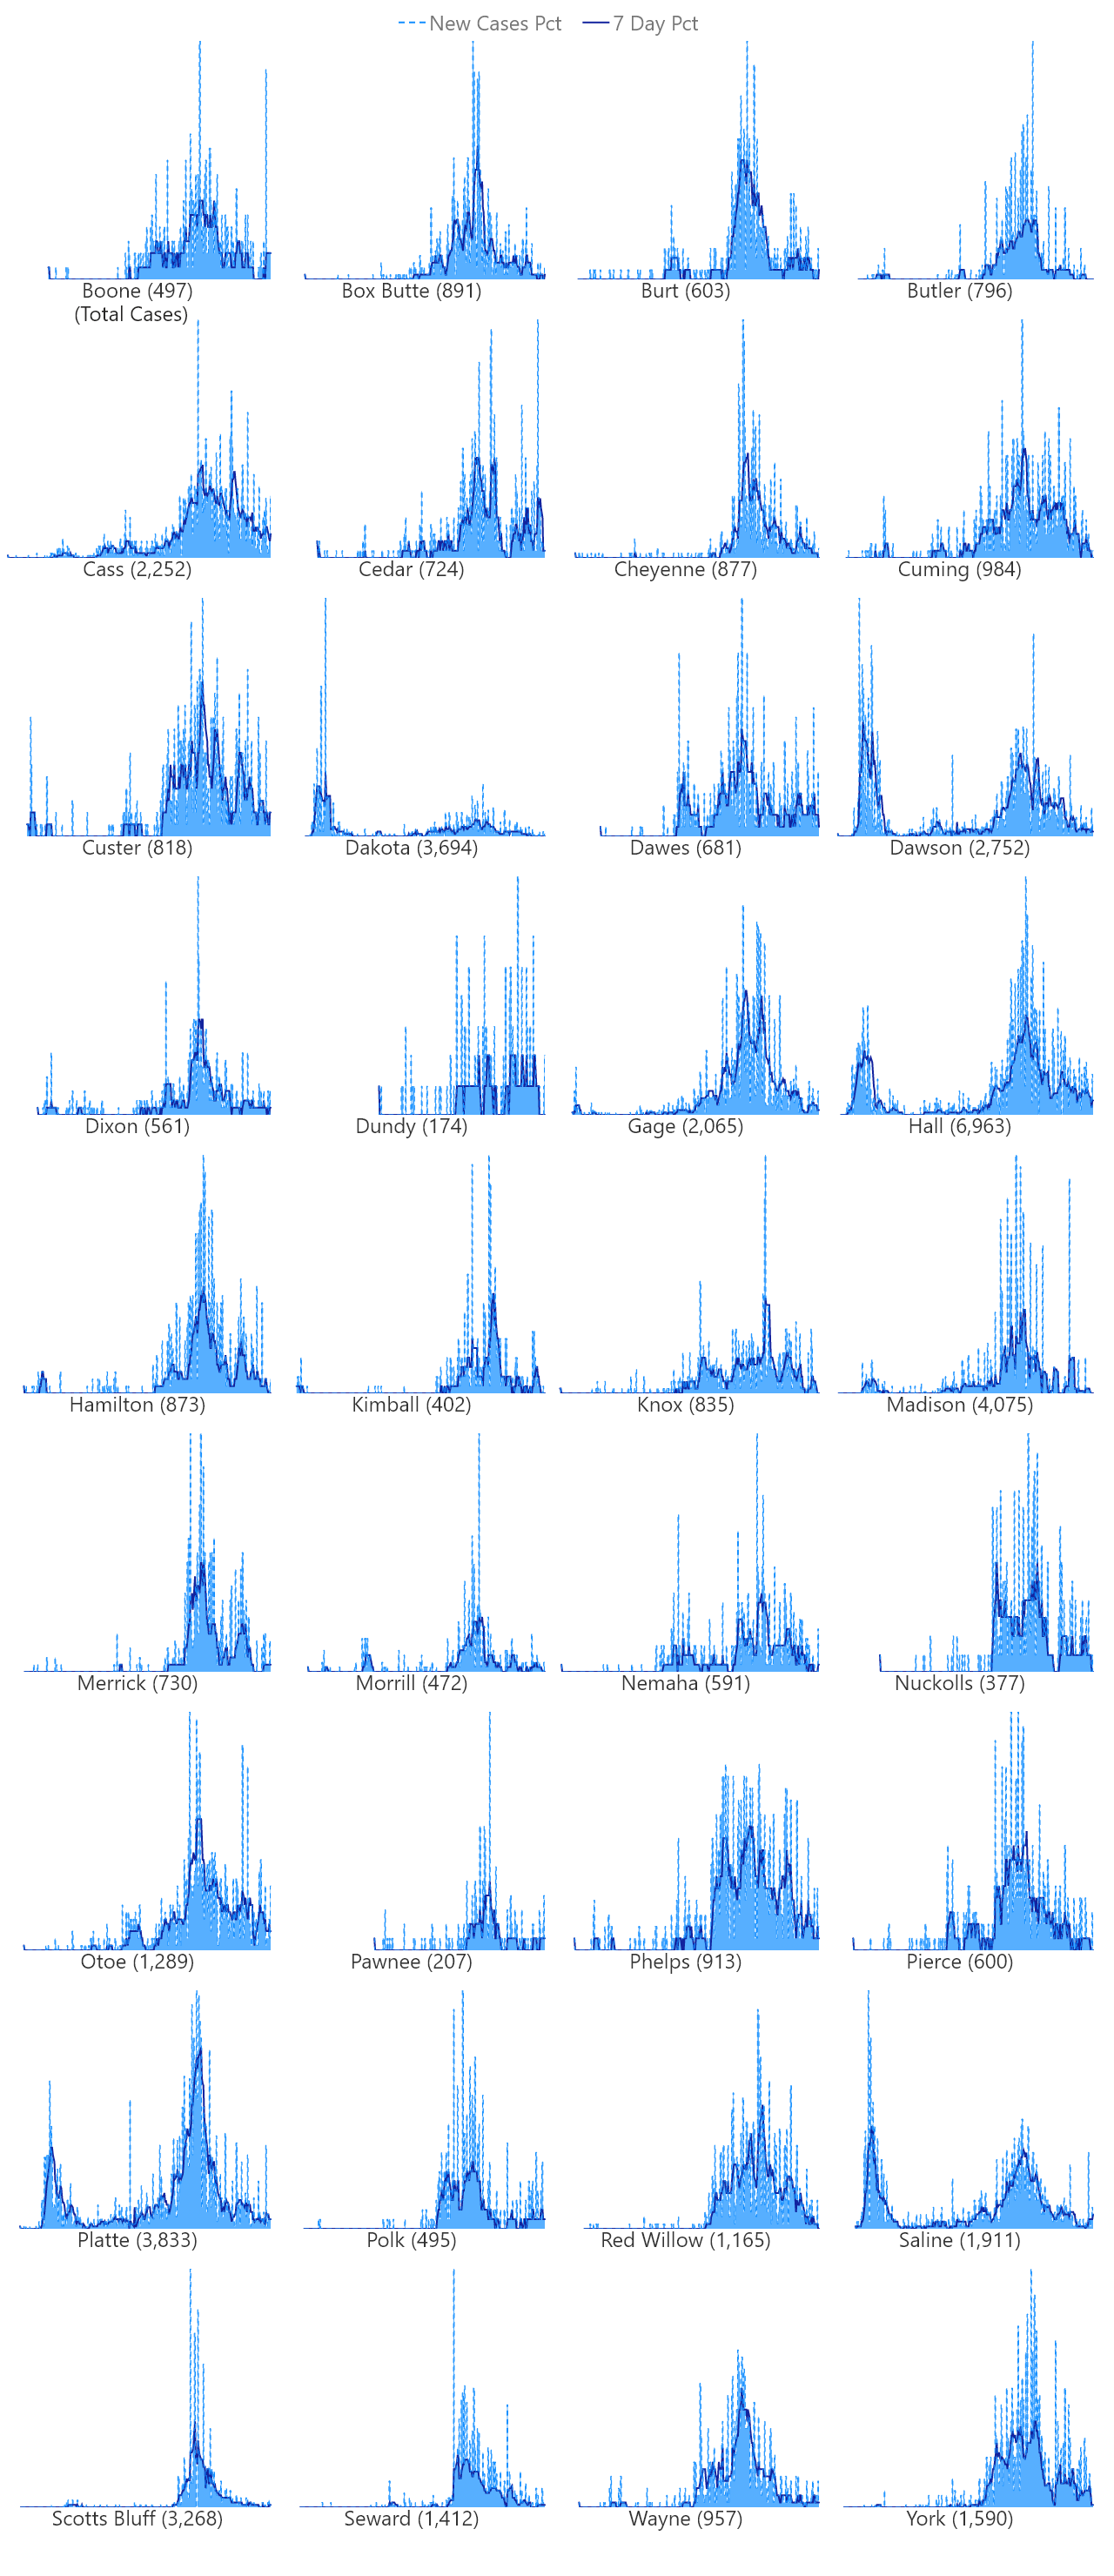 New Cases Pct 7 Day Pct
Boone (497) Box Butte (891) Burt (603) Butler (796)
(Total Cases)
Cass (2,252) Cedar (724) Cheyenne (877) Cuming (984)
Custer (818) Dakota (3,694) Dawes (681) Dawson (2,752)
Dixon (561) Dundy (174) Gage (2,065) Hall (6,963)
Hamilton (873) Kimball (402) Knox (835) Madison (4,075)
Merrick (730) Morrill (472) Nemaha (591) Nuckolls (377)
Otoe (1,289) Pawnee (207) Phelps (913) Pierce (600)
Platte (3,833) Polk (495) Red Willow (1,165) Saline (1,911)
Scotts Bluff (3,268) Seward (1,412) Wayne (957) York (1,590)